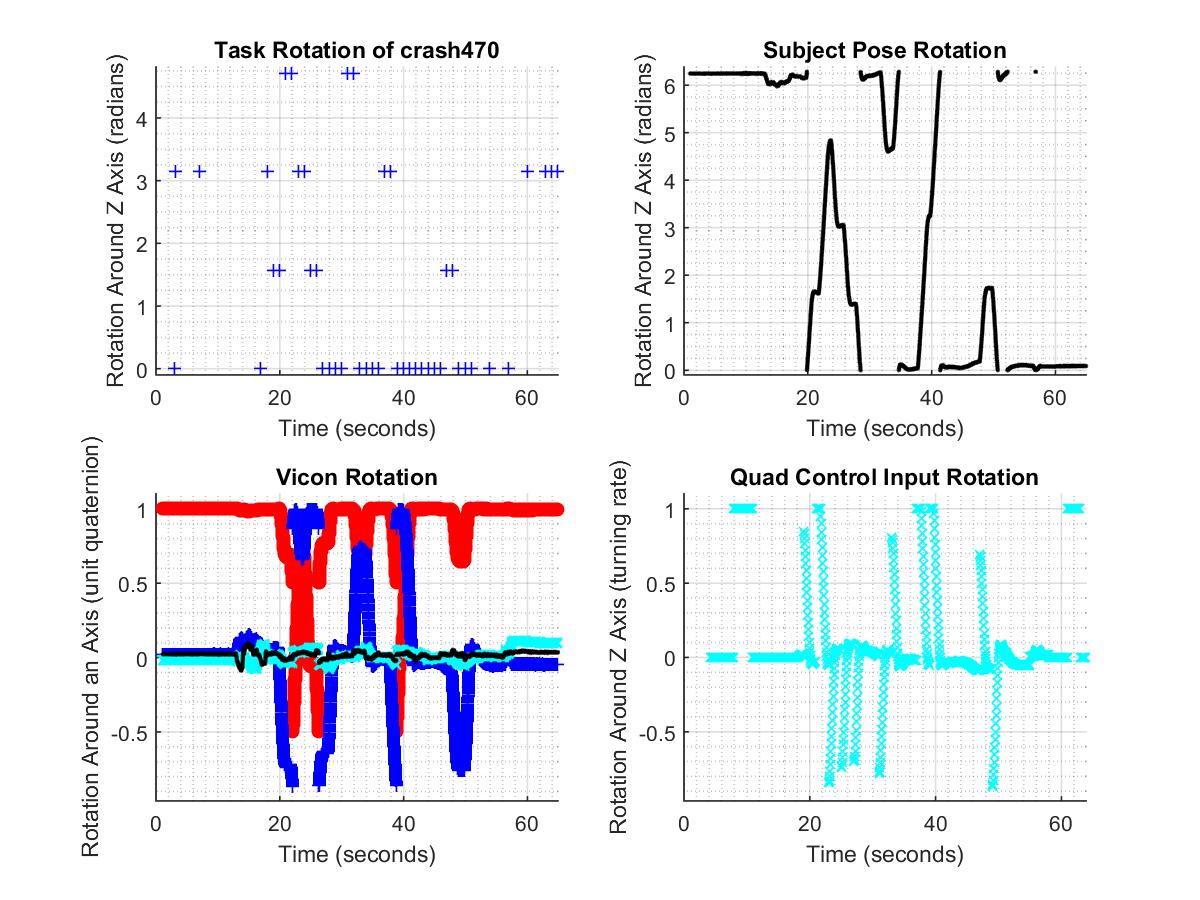 Task Rotation of crash470
Rotation Around Z Axis (radians)
4
3
2
1
0
0 20 40 60
Time (seconds)
Subject Pose Rotation
Rotation Around Z Axis (radians)
6
5
4
3
2
1
0
0 20 40 60
Time (seconds)
Vicon Rotation
Rotation Around an Axis (unit quaternion)
1
0.5
0
-0.5
0 20 40 60
Time (seconds)
Quad Control Input Rotation
Rotation Around Z Axis (turning rate)
1
0.5
0
-0.5
0 20 40 60
Time (seconds)